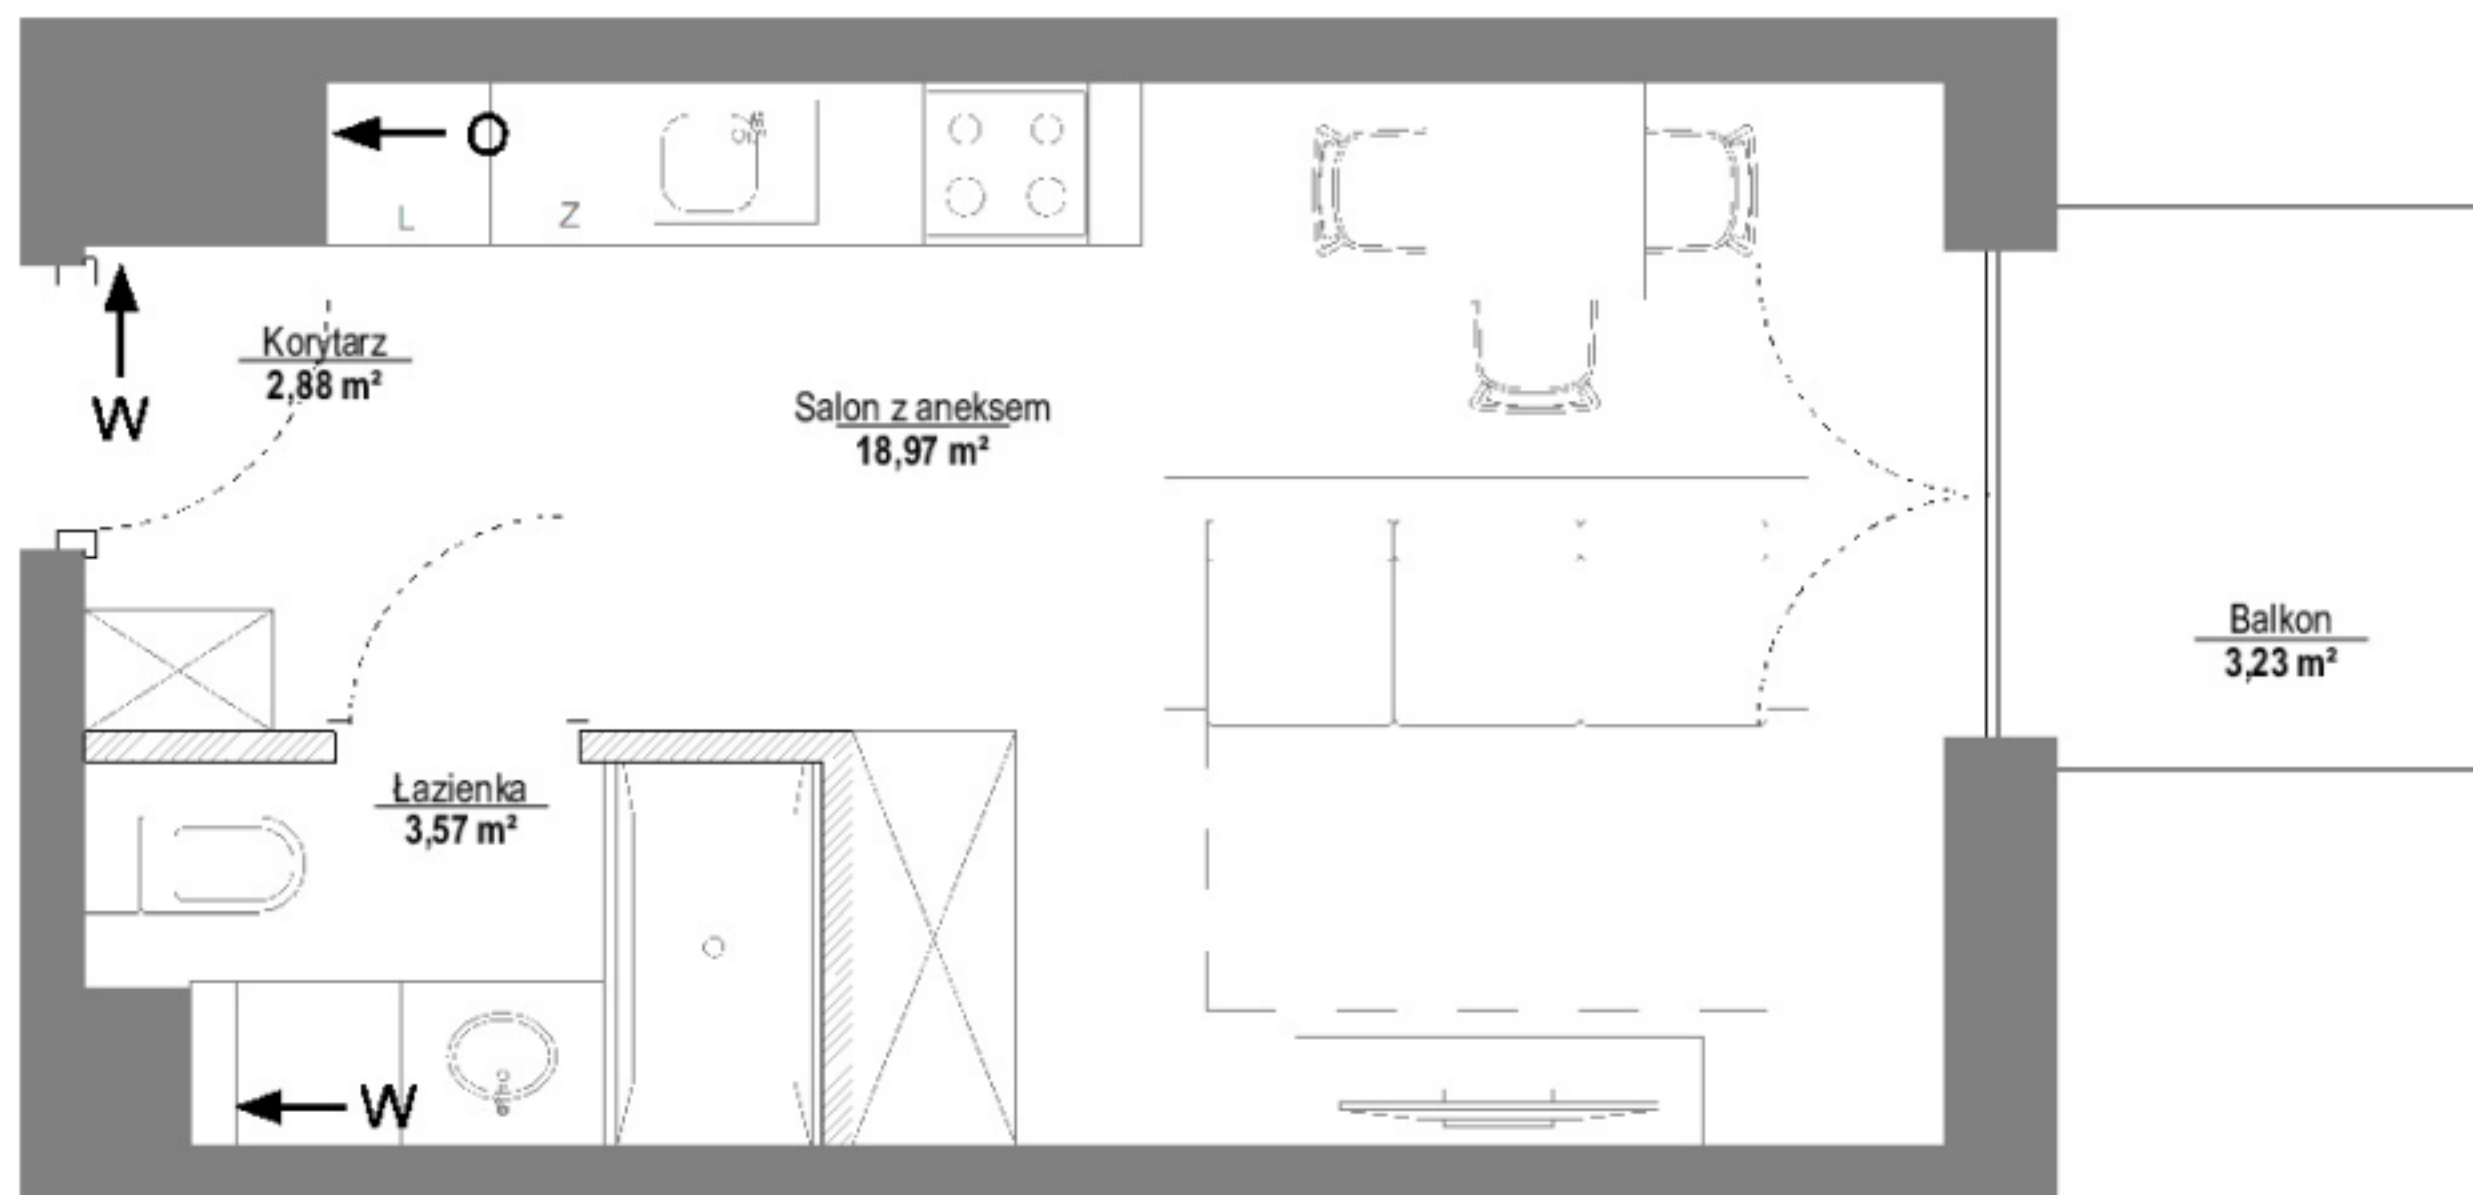 O
L
Z
W
Korytarz
2,88 m²
Salon z aneksem
18,97 m²
Balkon
3,23 m²
Łazienka
3,57 m²
W